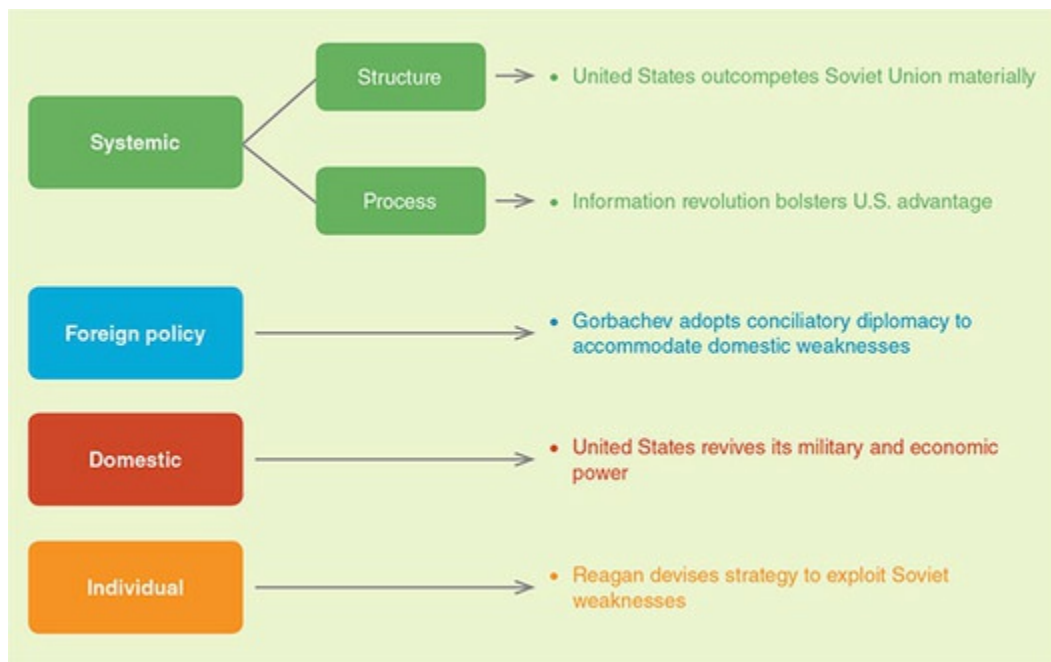 Structure
• United States outcompetes Soviet Union materially
Systemic
Process
• Information revolution bolsters U.S. advantage
Foreign policy
• Gorbachev adopts conciliatory diplomacy to
accommodate domestic weaknesses
Domestic
• United States revives its military and economic
power
Individual
• Reagan devises strategy to exploit Soviet
weaknesses